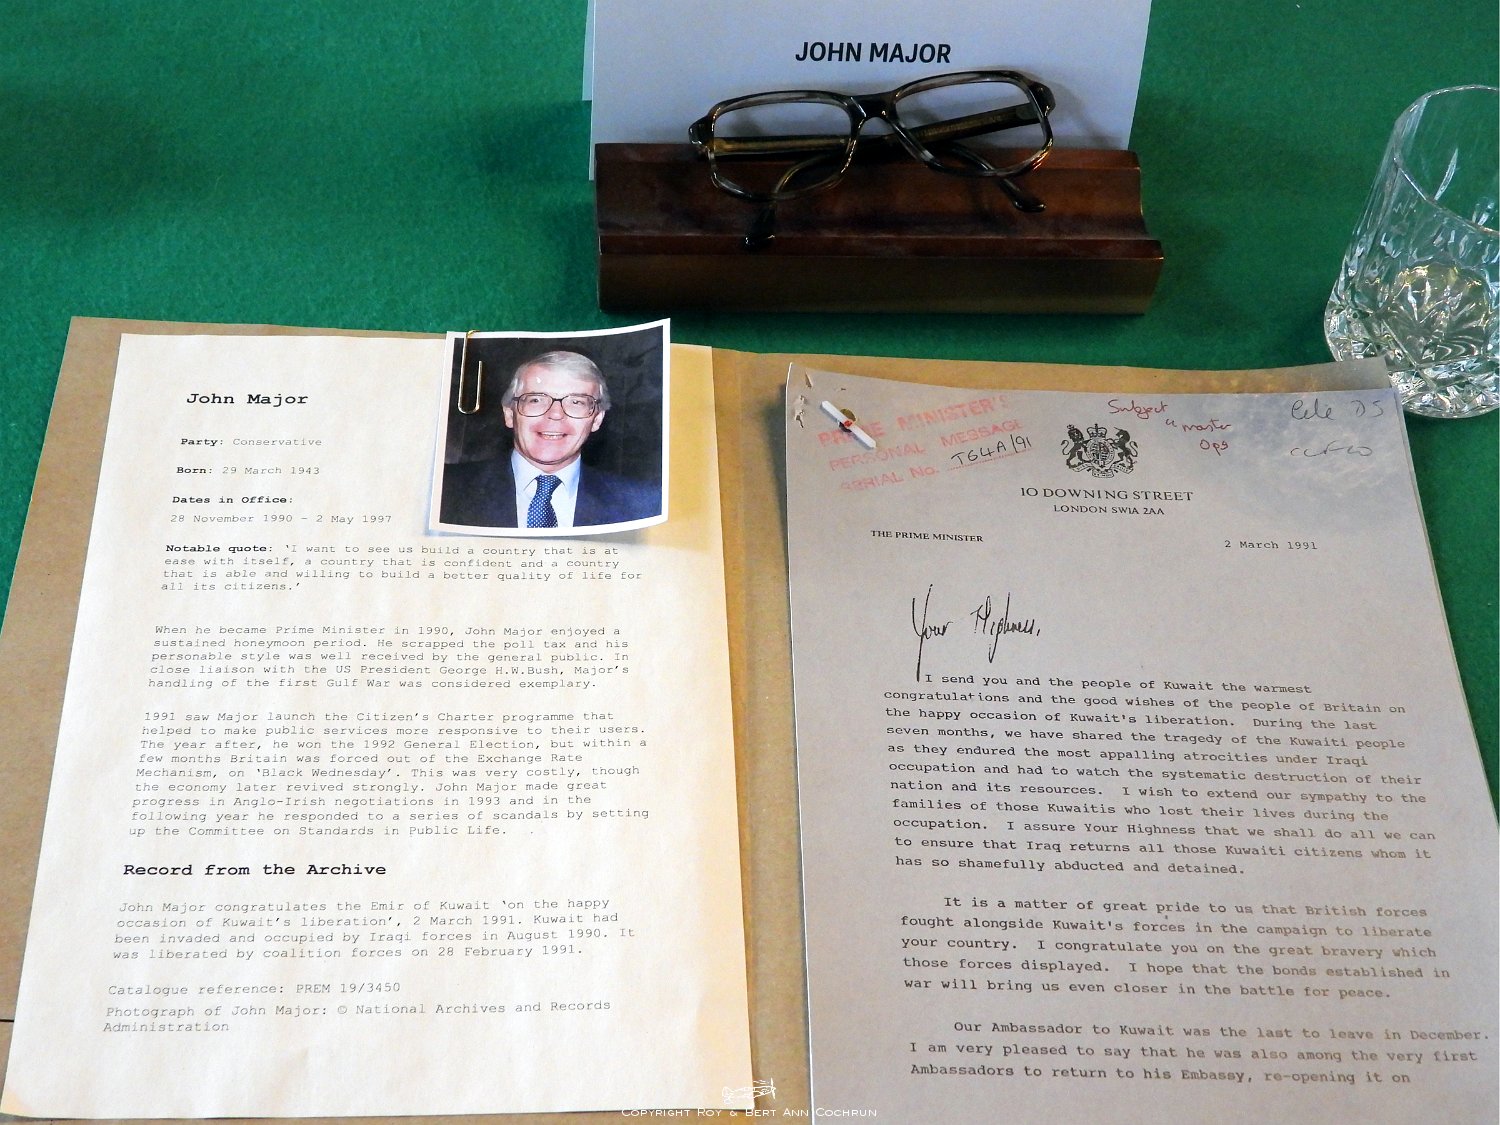 JOHN MAJOR
John Major
Party: Conservative
Born: 29 March 1943
Dates in Office:
28 November 1990 – 2 May 1997
Notable quote: 'I want to see us build a country that is at
ease with itself, a country that is confident and a country
that is able and willing to build a better quality of life for
all its citizens.'
When he became Prime Minister in 1990, John Major enjoyed a
sustained honeymoon period. He scrapped the poll tax and his
personable style was well received by the general public. In
close liaison with the US President George H.W.Bush, Major's
handling of the first Gulf War was considered exemplary.
1991 saw Major launch the Citizen's Charter programme that
helped to make public services more responsive to their users.
The year after, he won the 1992 General Election, but within a
few months Britain was forced out of the Exchange Rate
Mechanism, on 'Black Wednesday'. This was very costly, though
the economy later revived strongly. John Major made great
progress in Anglo-Irish negotiations in 1993 and in the
following year he responded to a series of scandals by setting
up the Committee on Standards in Public Life.
Record from the Archive
John Major congratulates the Emir of Kuwait 'on the happy
occasion of Kuwait's liberation', 2 March 1991. Kuwait had
been invaded and occupied by Iraqi forces in August 1990. It
was liberated by coalition forces on 28 February 1991.
Catalogue reference: PREM 19/3450
Photograph of John Major: © National Archives and Records
Administration
PRIME MINISTER'S
PERSONAL MESSAGE
SERIAL No. T64A/91
Subject
" master
Ops
10 DOWNING STREET
LONDON SW1A 2AA
THE PRIME MINISTER
2 March 1991
Your Highness,
I send you and the people of Kuwait the warmest
congratulations and the good wishes of the people of Britain on
the happy occasion of Kuwait's liberation. During the last
seven months, we have shared the tragedy of the Kuwaiti people
as they endured the most appalling atrocities under Iraqi
occupation and had to watch the systematic destruction of their
nation and its resources. I wish to extend our sympathy to the
families of those Kuwaitis who lost their lives during the
occupation. I assure Your Highness that we shall do all we can
to ensure that Iraq returns all those Kuwaiti citizens whom it
has so shamefully abducted and detained.
It is a matter of great pride to us that British forces
fought alongside Kuwait's forces in the campaign to liberate
your country. I congratulate you on the great bravery which
those forces displayed. I hope that the bonds established in
war will bring us even closer in the battle for peace.
Our Ambassador to Kuwait was the last to leave in December.
I am very pleased to say that he was also among the very first
Ambassadors to return to his Embassy, re-opening it on
Copyright Roy & Bert Ann Cochrun